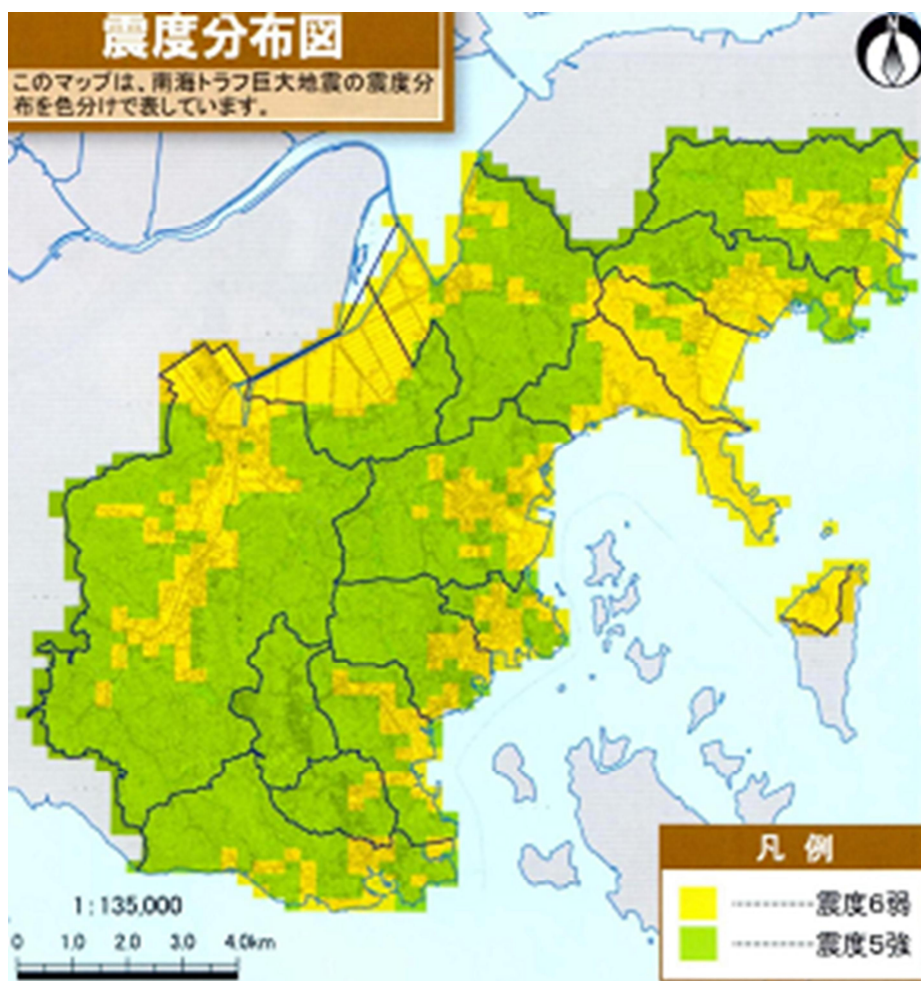 震度分布図
このマップは、南海トラフ巨大地震の震度分
布を色分けで表しています。
N
凡例
震度6弱
震度5強
1:135,000
0 1.0 2.0 3.0 4.0km